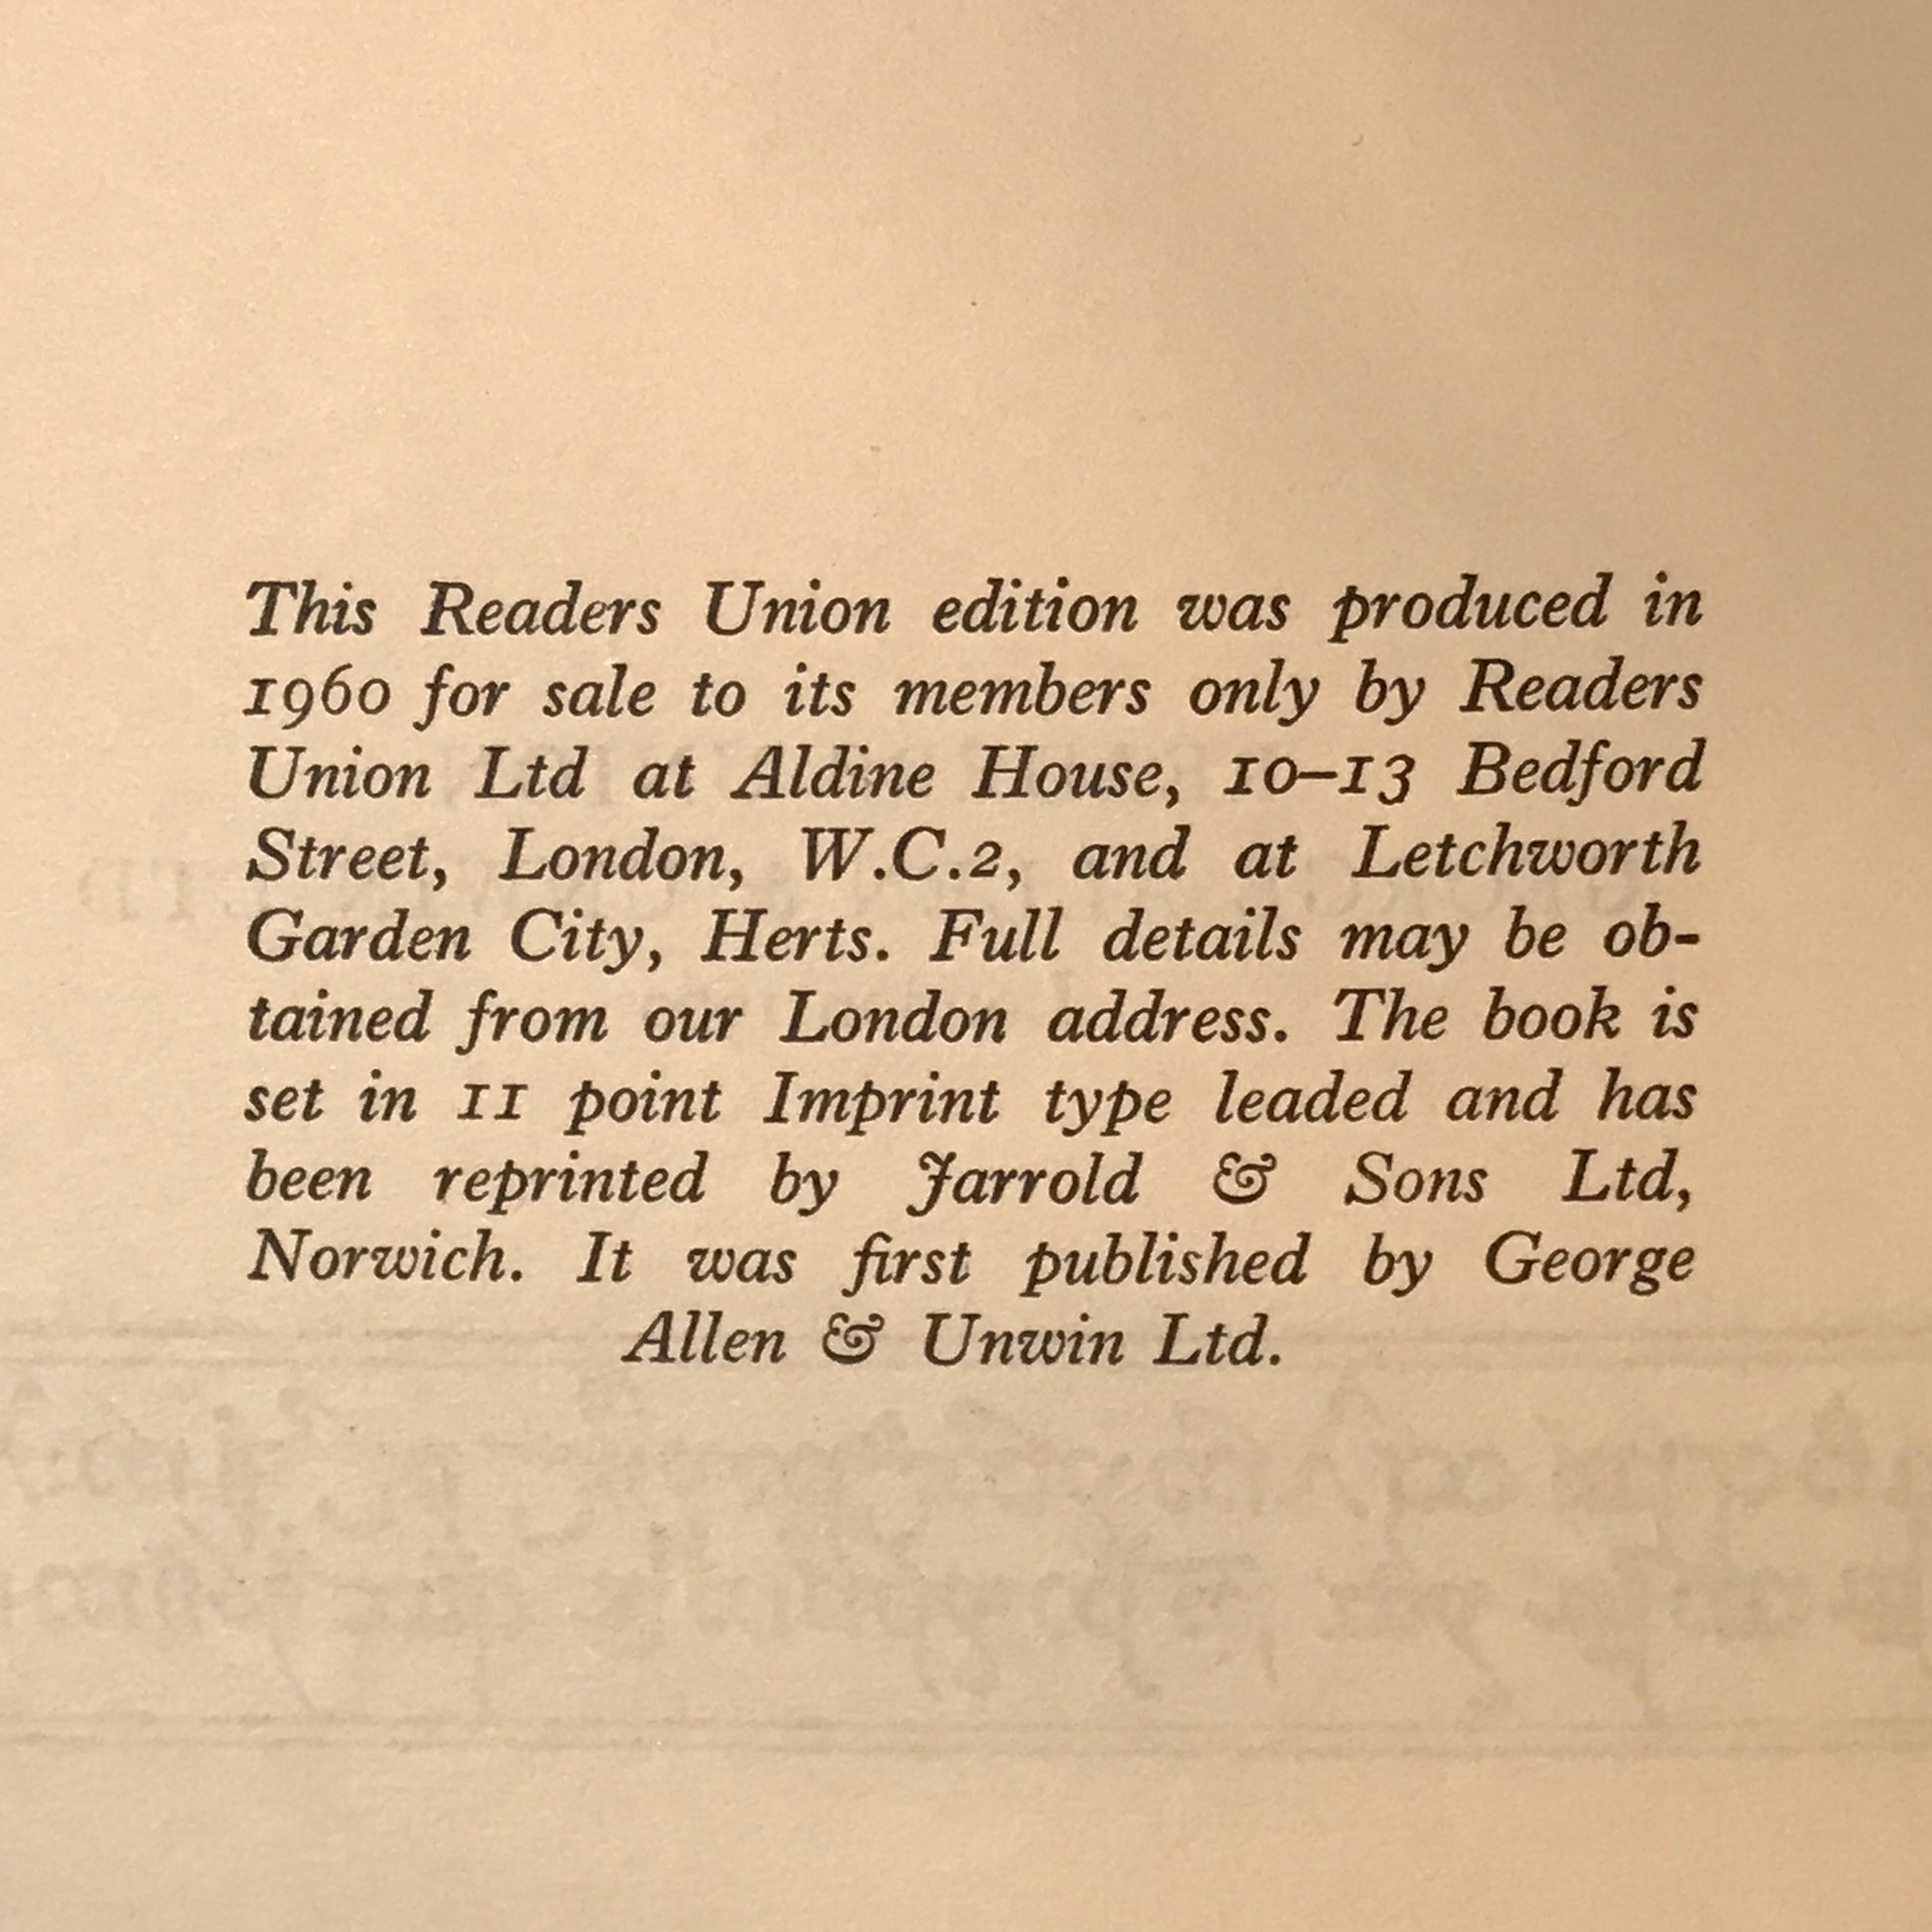 This Readers Union edition was produced in
1960 for sale to its members only by Readers
Union Ltd at Aldine House, 10–13 Bedford
Street, London, W.C.2, and at Letchworth
Garden City, Herts. Full details may be ob-
tained from our London address. The book is
set in 11 point Imprint type leaded and has
been reprinted by Jarrold & Sons Ltd,
Norwich. It was first published by George
Allen & Unwin Ltd.